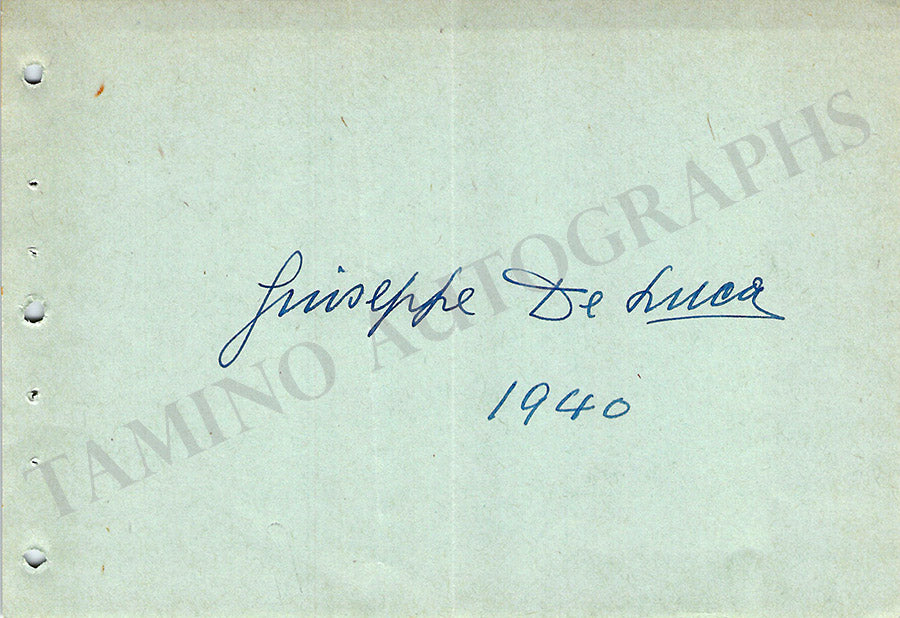 Giuseppe De Luca
1940
TAMINO AUTOGRAPHS